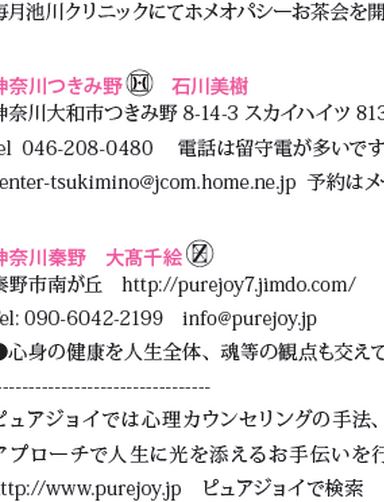 毎月池川クリニックにてホメオパシーお茶会を開
神奈川つきみ野 H 石川美樹
神奈川大和市つきみ野 8-14-3 スカイハイツ 813
el 046-208-0480 電話は留守電が多いです
enter-tsukimino@jcom.home.ne.jp 予約はメー
神奈川秦野 大髙千絵 Z
秦野市南が丘 http://purejoy7.jimdo.com/
Tel: 090-6042-2199 info@purejoy.jp
●心身の健康を人生全体、魂等の観点も交えて
---------------------------------
ピュアジョイでは心理カウンセリングの手法、
アプローチで人生に光を添えるお手伝いを行
ttp://www.purejoy.jp ピュアジョイで検索